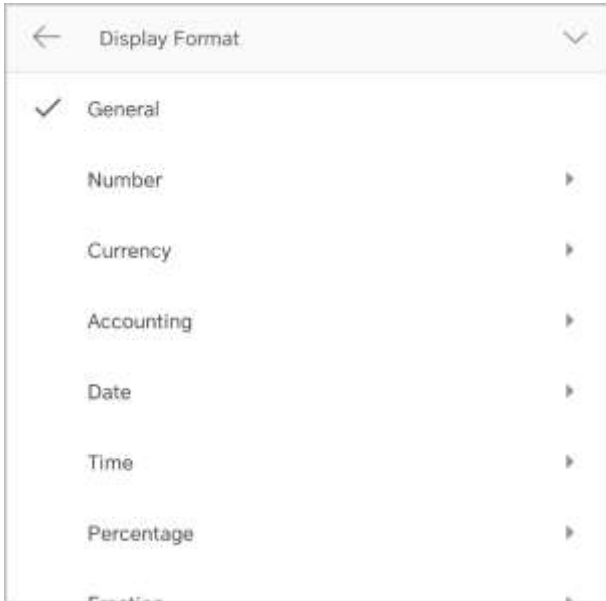 Display Format
General
Number
Currency
Accounting
Date
Time
Percentage